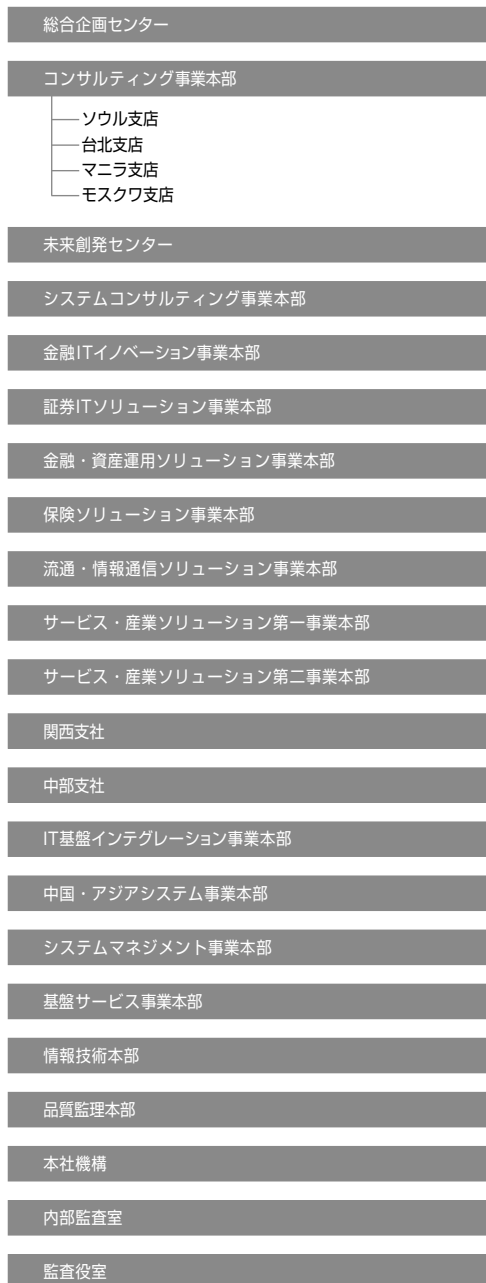 総合企画センター
コンサルティング事業本部
ソウル支店
台北支店
マニラ支店
モスクワ支店
未来創発センター
システムコンサルティング事業本部
金融ITイノベーション事業本部
証券ITソリューション事業本部
金融・資産運用ソリューション事業本部
保険ソリューション事業本部
流通・情報通信ソリューション事業本部
サービス・産業ソリューション第一事業本部
サービス・産業ソリューション第二事業本部
関西支社
中部支社
IT基盤インテグレーション事業本部
中国・アジアシステム事業本部
システムマネジメント事業本部
基盤サービス事業本部
情報技術本部
品質監理本部
本社機構
内部監査室
監査役室